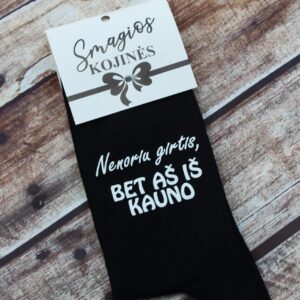 Smagios
KOJINĖS
Nenoriu girtis,
BET AŠ IŠ
KAUNO